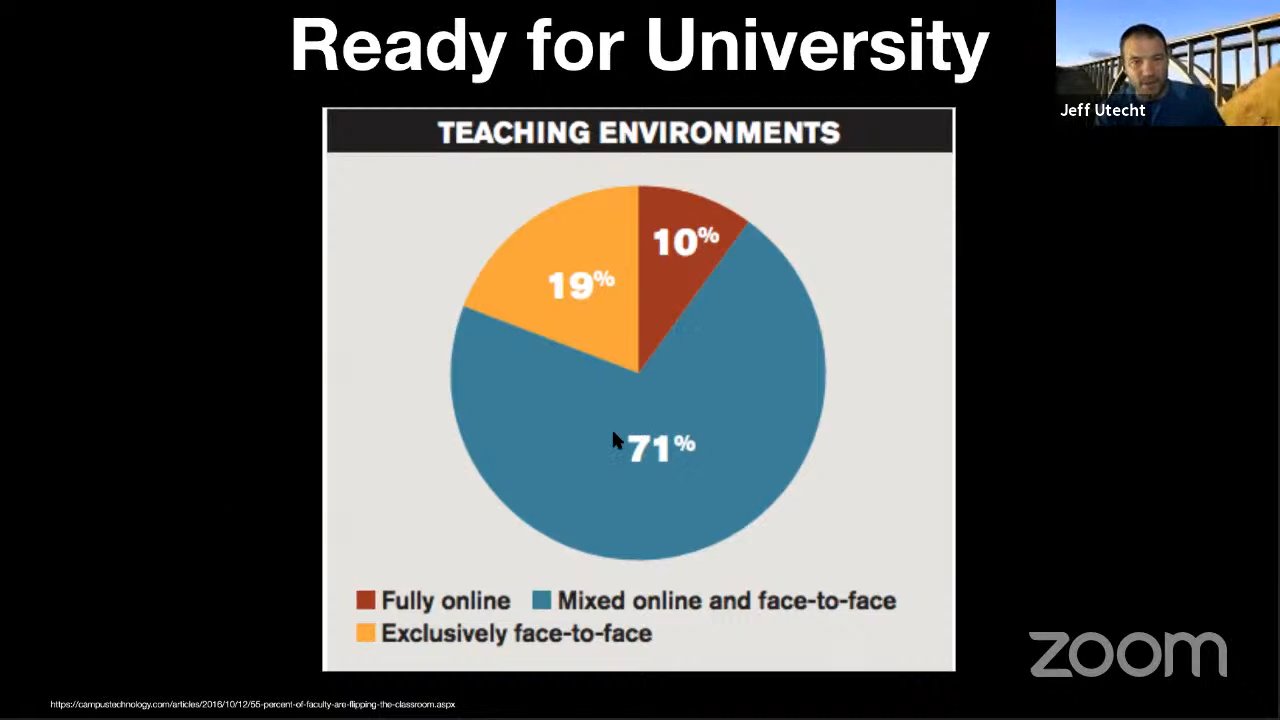 Ready for University
Jeff Utecht
TEACHING ENVIRONMENTS
10%
19%
71%
Fully online
Mixed online and face-to-face
Exclusively face-to-face
zoom
https://campustechnology.com/articles/2016/10/12/55-percent-of-faculty-are-flipping-the-classroom.aspx